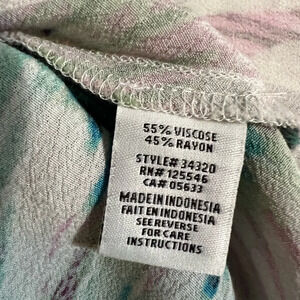 55% VISCOSE
45% RAYON
STYLE# 34320
RN# 125546
CA# 05633
MADE IN INDONESIA
FAIT EN INDONESIA
SEE REVERSE
FOR CARE
INSTRUCTIONS